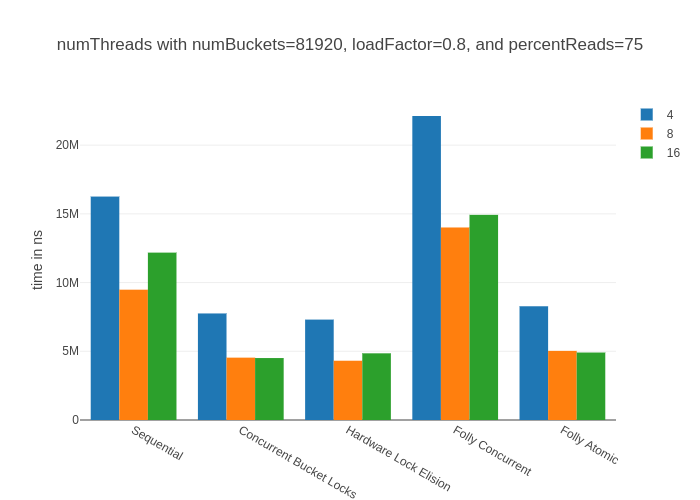 numThreads with numBuckets=81920, loadFactor=0.8, and percentReads=75
4
8
16
20M
15M
10M
5M
0
time in ns
Sequential
Concurrent Bucket Locks
Hardware Lock Elision
Folly Concurrent
Folly Atomic